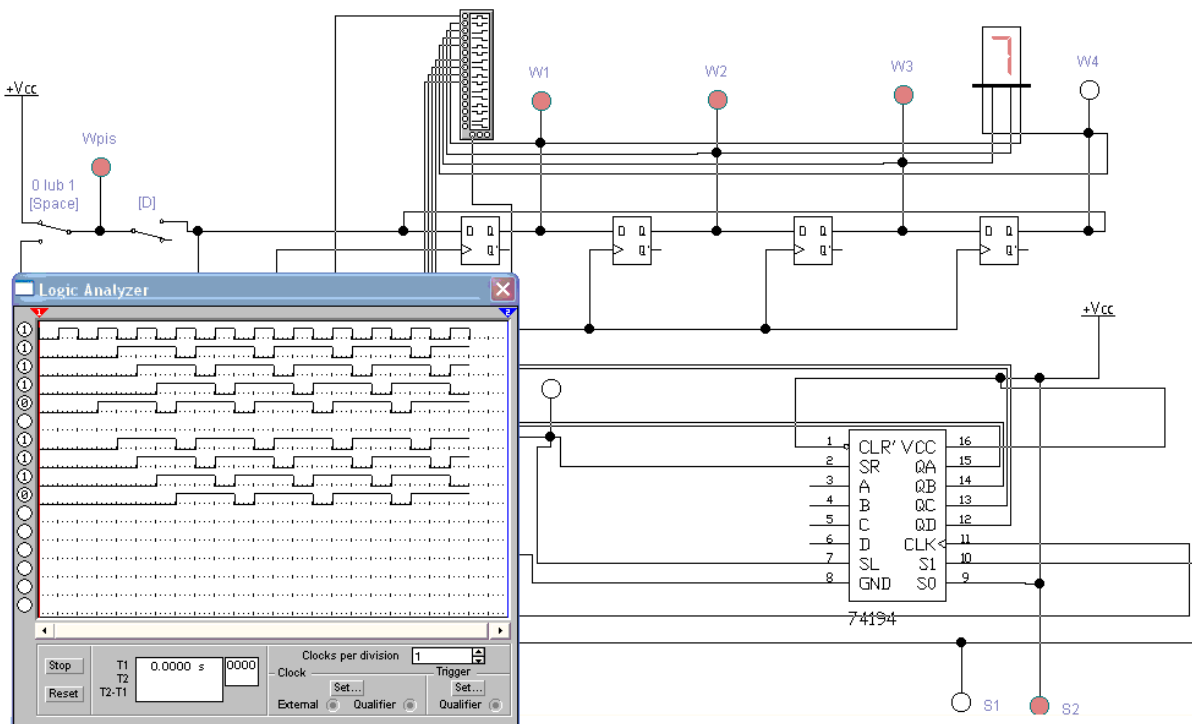 +Vcc
0 lub 1
[Space]
Wpis
[D]
W1
W2
W3
W4
7
D Q
Q'
D Q
Q'
D Q
Q'
D Q
Q'
Logic Analyzer
1
2
1
1
1
1
0
1
1
1
0
Stop
Reset
T1
T2
T2-T1
0.0000 s
0000
Clocks per division
1
Clock
Set...
External
Qualifier
Trigger
Set...
Qualifier
+Vcc
1 CLR' VCC 16
2 SR QA 15
3 A QB 14
4 B QC 13
5 C QD 12
6 D CLK 11
7 SL S1 10
8 GND S0 9
74194
S1
S2